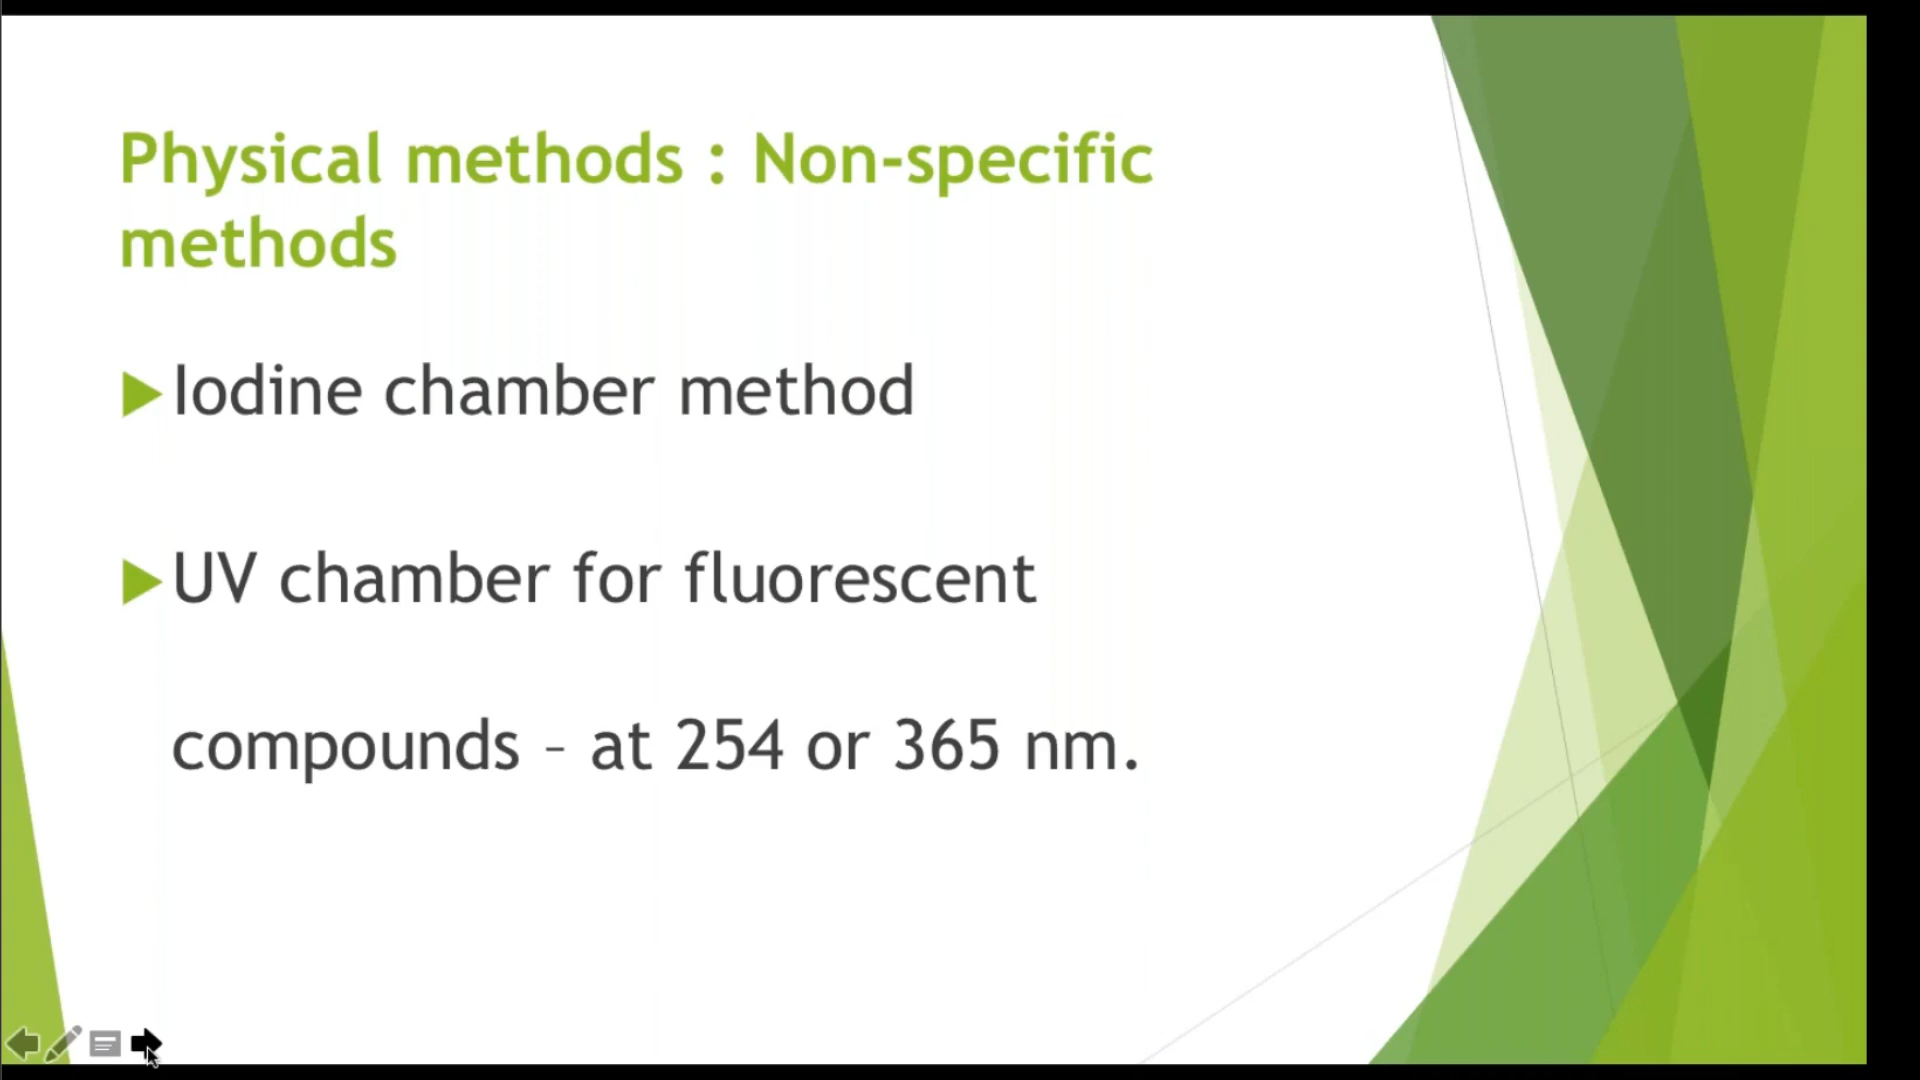 Physical methods : Non-specific
methods
Iodine chamber method
UV chamber for fluorescent
compounds – at 254 or 365 nm.